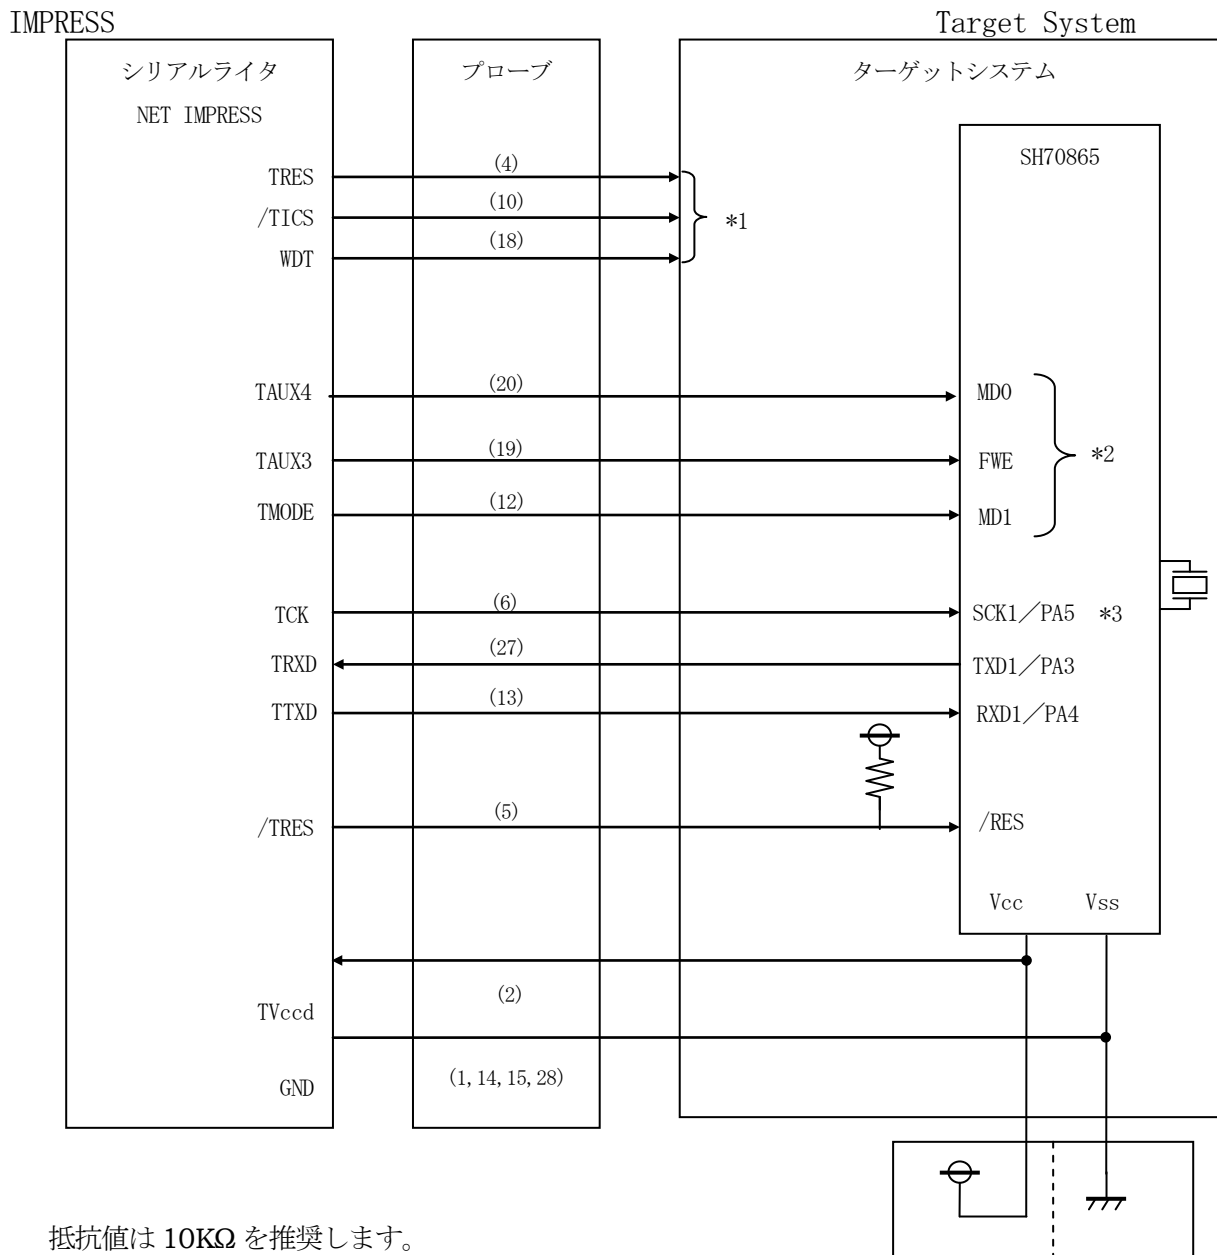 IMPRESS
Target System
シリアルライタ
NET IMPRESS
プローブ
ターゲットシステム
SH70865
TRES
(4)
/TICS
(10)
*1
WDT
(18)
TAUX4
(20)
MD0
TAUX3
(19)
FWE
*2
TMODE
(12)
MD1
TCK
(6)
SCK1／PA5
*3
TRXD
(27)
TXD1／PA3
TTXD
(13)
RXD1／PA4
/TRES
(5)
/RES
Vcc
Vss
TVccd
(2)
GND
(1,14,15,28)
抵抗値は 10KΩ を推奨します。